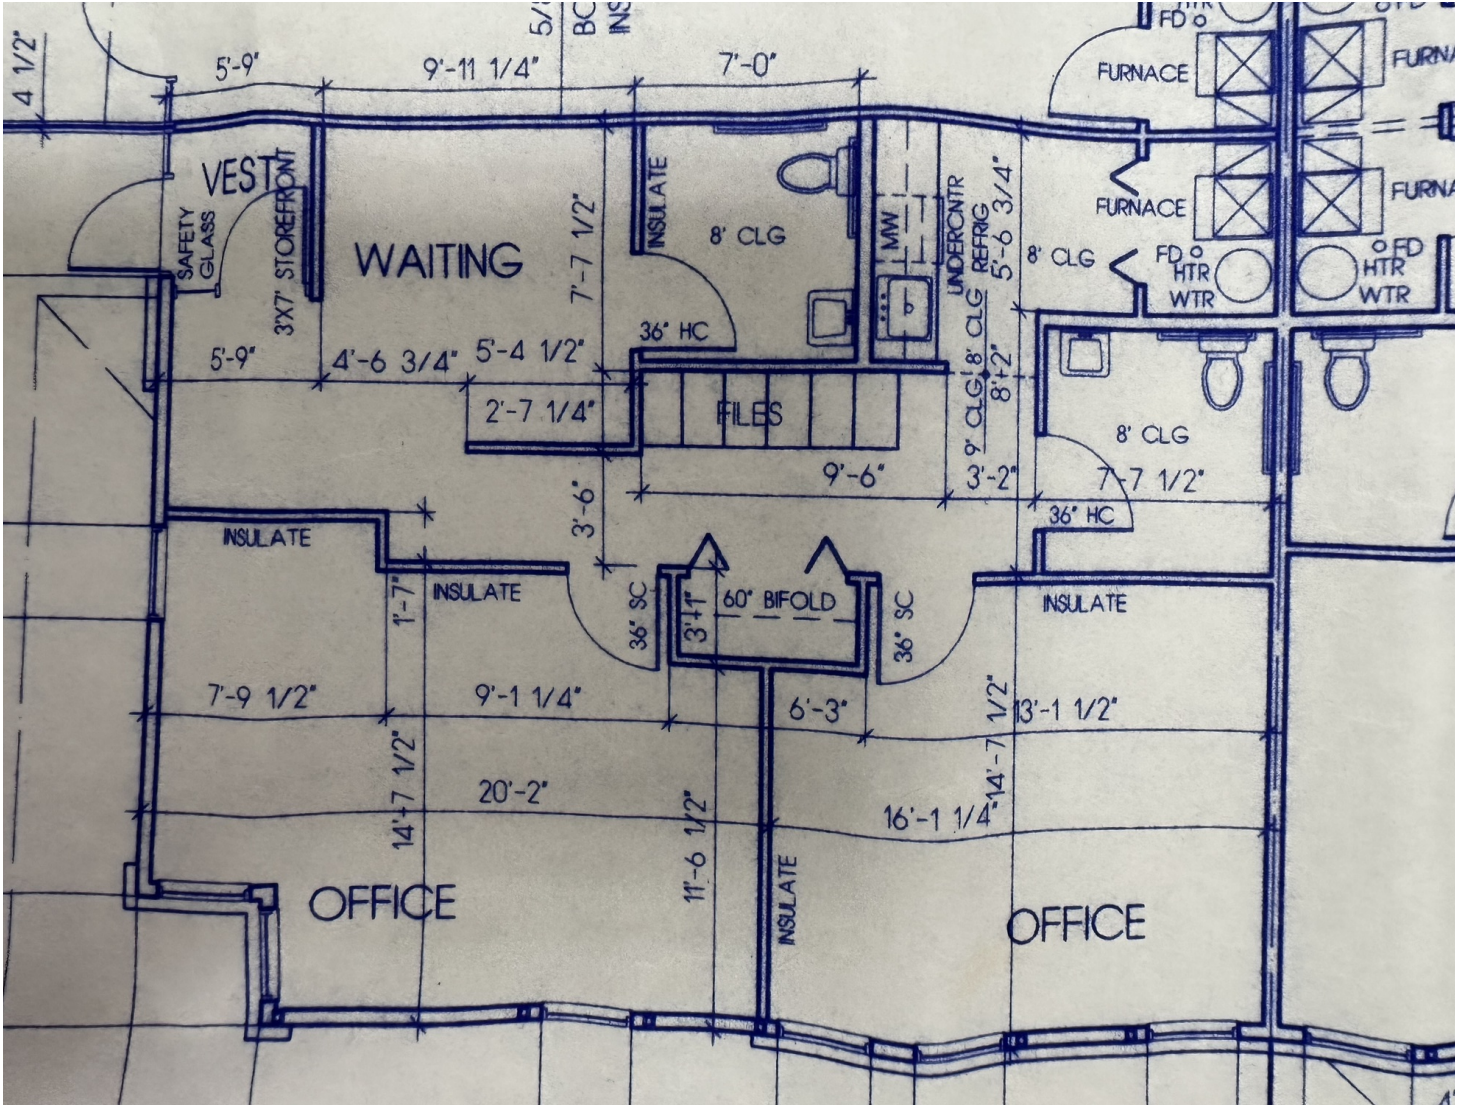 4 1/2"
5'-9"
9'-11 1/4"
7'-0"
FD
FURNACE
VEST
SAFETY
GLASS
3'X7' STOREFRONT
WAITING
7'-7 1/2"
INSULATE
8' CLG
36" HC
MW
UNDERCNTR
REFRIG
5'-6 3/4"
8' CLG
FURNACE
FD
HTR
WTR
FD
HTR
WTR
5'-9"
4'-6 3/4"
5'-4 1/2"
2'-7 1/4"
FILES
9' CLG
8' CLG
8'-2"
8' CLG
9'-6"
3'-2"
7'-7 1/2"
36" HC
3'-6"
INSULATE
INSULATE
1'-7"
36" SC
3'-1"
60" BIFOLD
36" SC
INSULATE
7'-9 1/2"
9'-1 1/4"
6'-3"
13'-1 1/2"
14'-7 1/2"
14'-7 1/2"
20'-2"
16'-1 1/4"
11'-6 1/2"
INSULATE
OFFICE
OFFICE